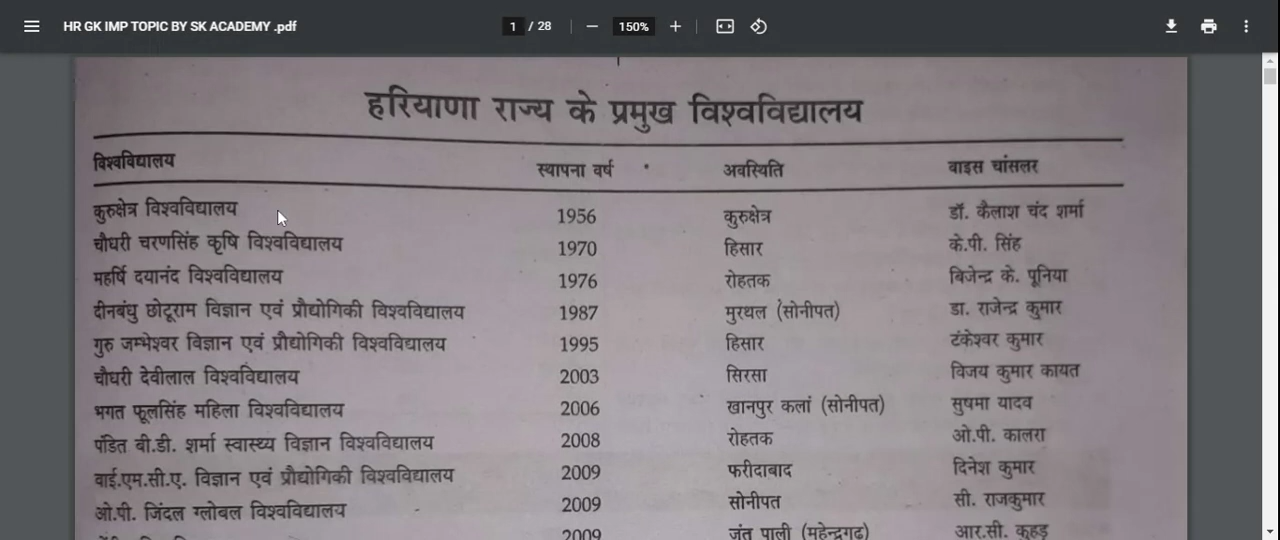 HR GK IMP TOPIC BY SK ACADEMY .pdf 1 / 28 150%
हरियाणा राज्य के प्रमुख विश्वविद्यालय
विश्वविद्यालय स्थापना वर्ष अवस्थिति वाइस चांसलर
कुरुक्षेत्र विश्वविद्यालय 1956 कुरुक्षेत्र डॉ. कैलाश चंद शर्मा
चौधरी चरणसिंह कृषि विश्वविद्यालय 1970 हिसार के.पी. सिंह
महर्षि दयानंद विश्वविद्यालय 1976 रोहतक बिजेन्द्र के. पूनिया
दीनबंधु छोटूराम विज्ञान एवं प्रौद्योगिकी विश्वविद्यालय 1987 मुरथल (सोनीपत) डा. राजेन्द्र कुमार
गुरु जम्भेश्वर विज्ञान एवं प्रौद्योगिकी विश्वविद्यालय 1995 हिसार टंकेश्वर कुमार
चौधरी देवीलाल विश्वविद्यालय 2003 सिरसा विजय कुमार कायत
भगत फूलसिंह महिला विश्वविद्यालय 2006 खानपुर कलां (सोनीपत) सुषमा यादव
पंडित बी.डी. शर्मा स्वास्थ्य विज्ञान विश्वविद्यालय 2008 रोहतक ओ.पी. कालरा
वाई.एम.सी.ए. विज्ञान एवं प्रौद्योगिकी विश्वविद्यालय 2009 फरीदाबाद दिनेश कुमार
ओ.पी. जिंदल ग्लोबल विश्वविद्यालय 2009 सोनीपत सी. राजकुमार
2009 जंत पाली (महेन्द्रगढ़) आर.सी. कुहड़